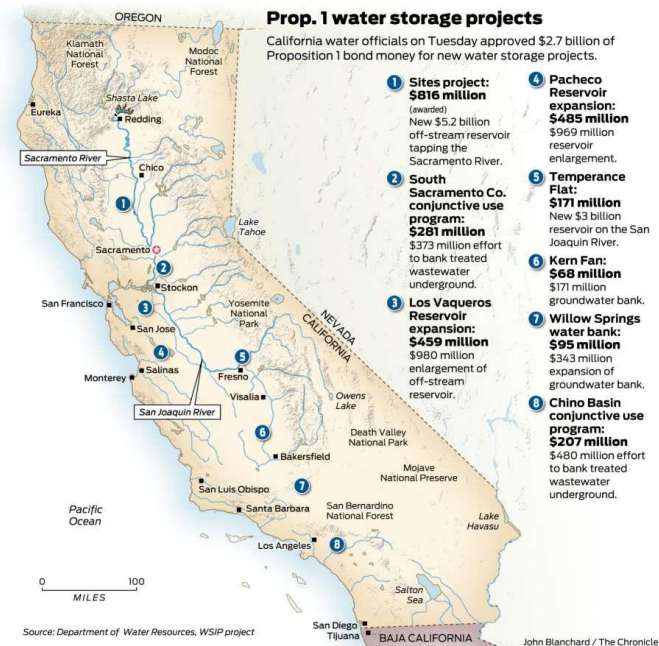 Prop. 1 water storage projects
California water officials on Tuesday approved $2.7 billion of
Proposition 1 bond money for new water storage projects.
1 Sites project:
$816 million
(awarded)
New $5.2 billion
off-stream reservoir
tapping the
Sacramento River.
2 South
Sacramento Co.
conjunctive use
program:
$281 million
$373 million effort
to bank treated
wastewater
underground.
3 Los Vaqueros
Reservoir
expansion:
$459 million
$980 million
enlargement of
off-stream
reservoir.
4 Pacheco
Reservoir
expansion:
$485 million
$969 million
reservoir
enlargement.
5 Temperance
Flat:
$171 million
New $3 billion
reservoir on the San
Joaquin River.
6 Kern Fan:
$68 million
$171 million
groundwater bank.
7 Willow Springs
water bank:
$95 million
$343 million
expansion of
groundwater bank.
8 Chino Basin
conjunctive use
program:
$207 million
$480 million effort
to bank treated
wastewater
underground.
OREGON
Klamath
National
Forest
Modoc
National
Forest
Shasta Lake
Eureka
Redding
Sacramento River
Chico
1
Lake
Tahoe
Sacramento
2
Stockon
San Francisco
3
Yosemite
National
Park
NEVADA
CALIFORNIA
San Jose
4
5
Salinas
Fresno
Monterey
Visalia
Owens
Lake
San Joaquin River
6
Death Valley
National Park
Bakersfield
Mojave
National Preserve
7
San Luis Obispo
Pacific
Ocean
Santa Barbara
San Bernardino
National Forest
Lake
Havasu
Los Angeles
8
0 100
MILES
Salton
Sea
San Diego
Tijuana
BAJA CALIFORNIA
Source: Department of Water Resources, WSIP project
John Blanchard / The Chronicle